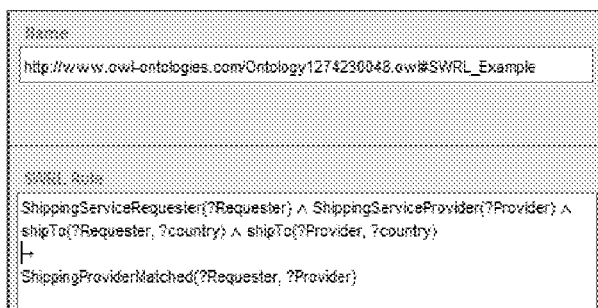 Name
http://www.owl-ontologies.com/Ontology1274230048.owl#SWRL_Example
SWRL Rule
ShippingServiceRequester(?Requester) ∧ ShippingServiceProvider(?Provider) ∧
shipTo(?Requester, ?country) ∧ shipTo(?Provider, ?country)
→
ShippingProviderMatched(?Requester, ?Provider)